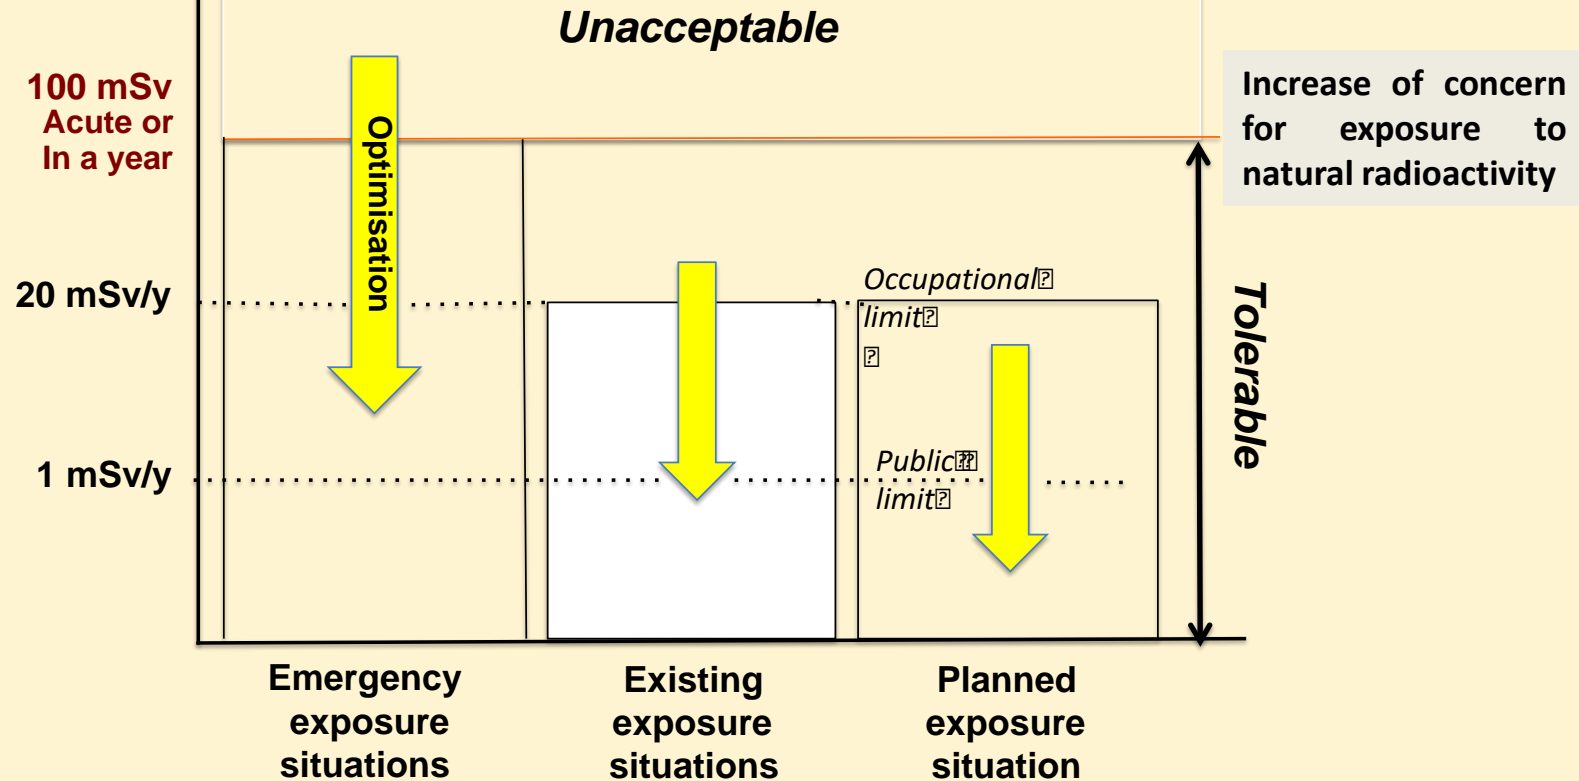 Unacceptable
100 mSv
Acute or
In a year
Optimisation
Increase of concern
for exposure to
natural radioactivity
20 mSv/y
Occupational
limit
Tolerable
1 mSv/y
Public
limit
Emergency
exposure
situations
Existing
exposure
situations
Planned
exposure
situation